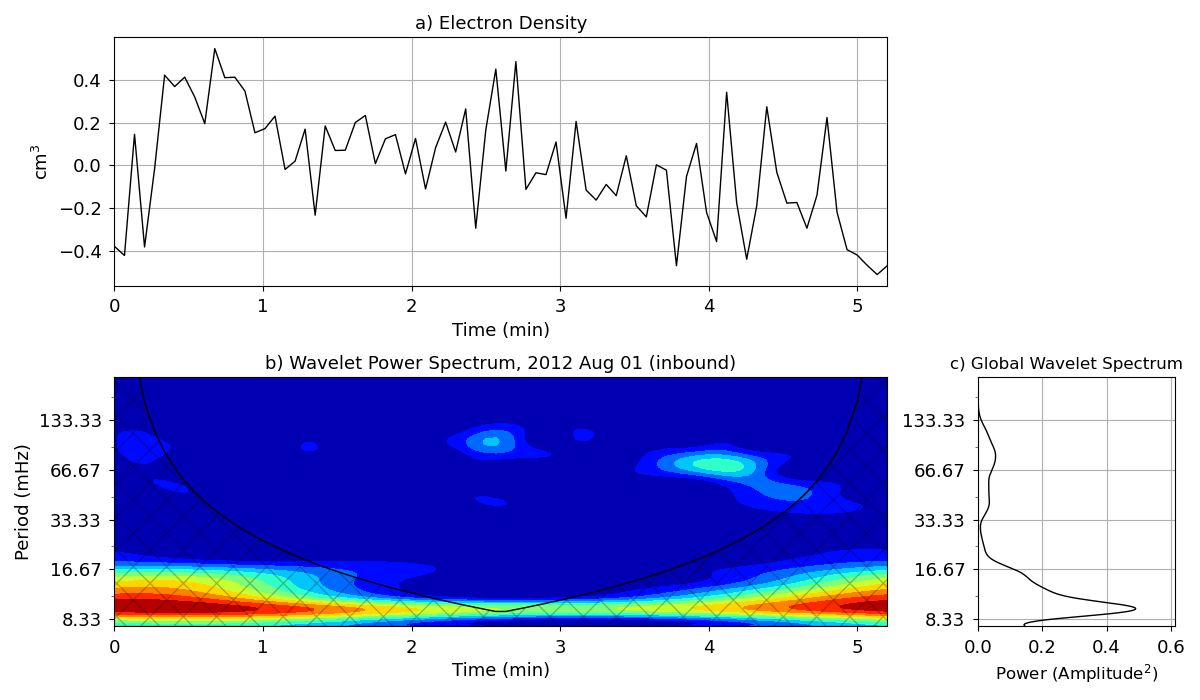 a) Electron Density
cm³
0.4
0.2
0.0
−0.2
−0.4
0 1 2 3 4 5
Time (min)
b) Wavelet Power Spectrum, 2012 Aug 01 (inbound)
Period (mHz)
133.33
66.67
33.33
16.67
8.33
0 1 2 3 4 5
Time (min)
c) Global Wavelet Spectrum
133.33
66.67
33.33
16.67
8.33
0.0 0.2 0.4 0.6
Power (Amplitude²)